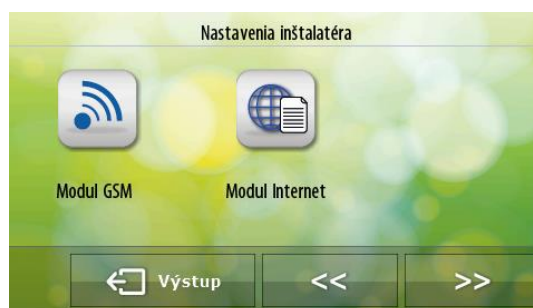 Nastavenia inštalatéra
Modul GSM Modul Internet
Výstup << >>